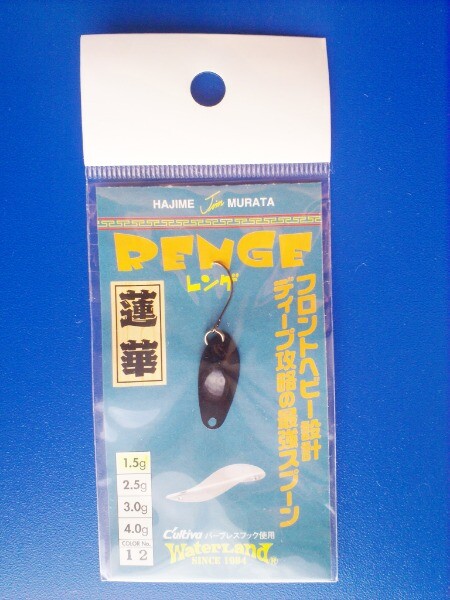 HAJIME Join MURATA
RENGE
レンゲ
蓮華
フロントヘビー設計
ディープ攻略の最強スプーン
1.5g
2.5g
3.0g
4.0g
COLOR No.
12
Cultiva バーブレスフック使用
WaterLand®
SINCE 1984